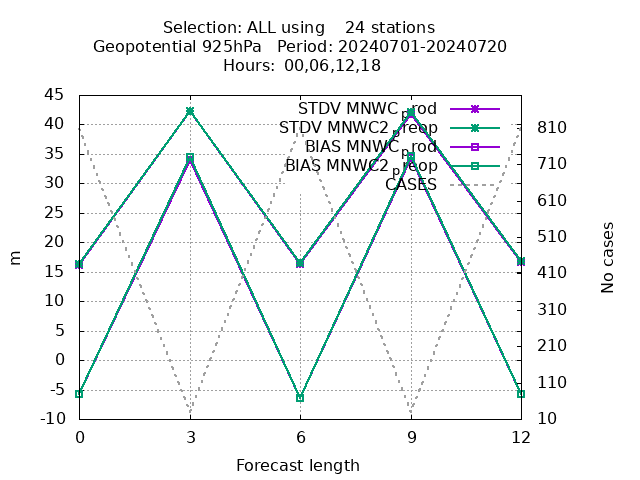 Selection: ALL using    24 stations
Geopotential 925hPa   Period: 20240701-20240720
Hours: 00,06,12,18
STDV MNWC_prod
STDV MNWC2_preop
BIAS MNWC_prod
BIAS MNWC2_preop
CASES
45
40
35
30
25
20
15
10
5
0
-5
-10
m
810
710
610
510
410
310
210
110
10
No cases
0 3 6 9 12
Forecast length